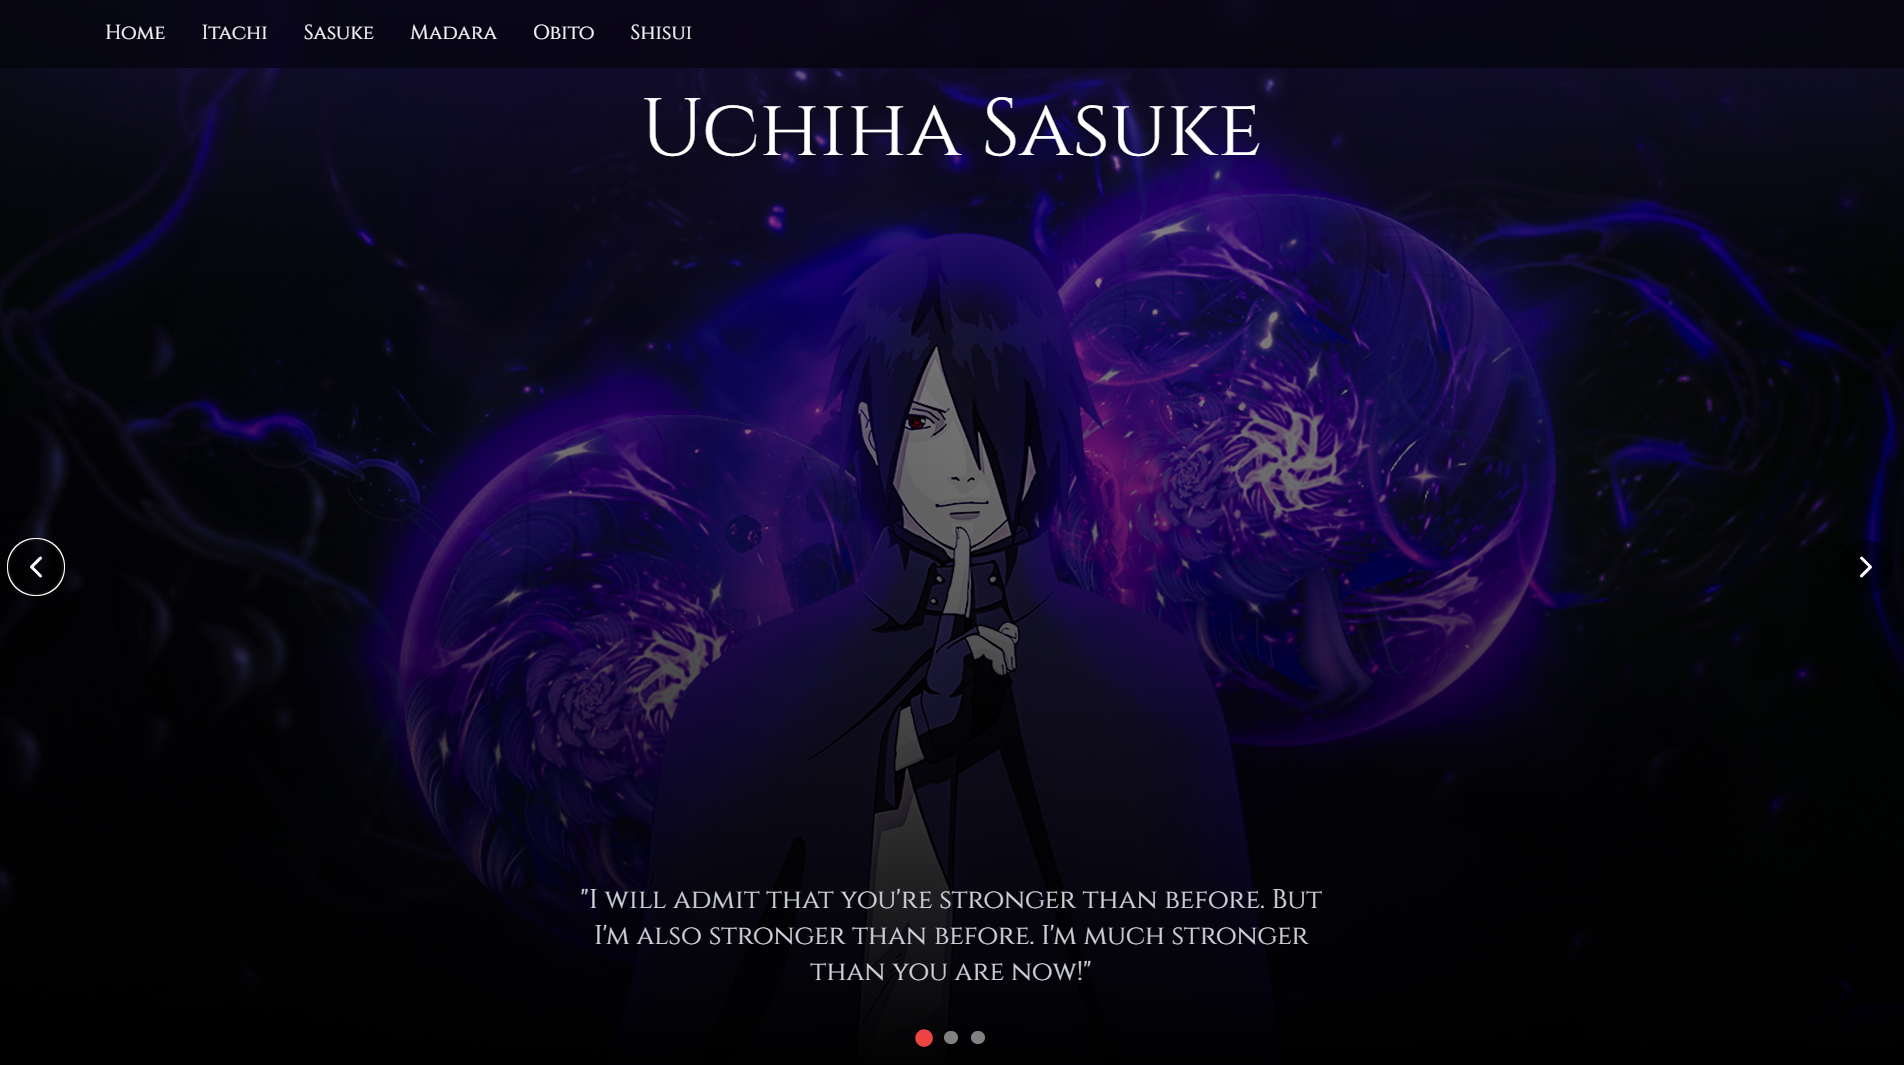 Home Itachi Sasuke Madara Obito Shisui
Uchiha Sasuke
"I will admit that you're stronger than before. But
I'm also stronger than before. I'm much stronger
than you are now!"